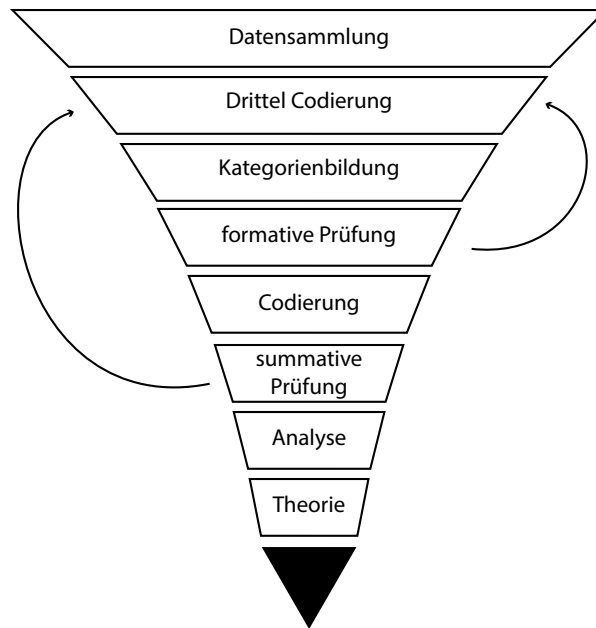 Datensammlung
Drittel Codierung
Kategorienbildung
formative Prüfung
Codierung
summative
Prüfung
Analyse
Theorie